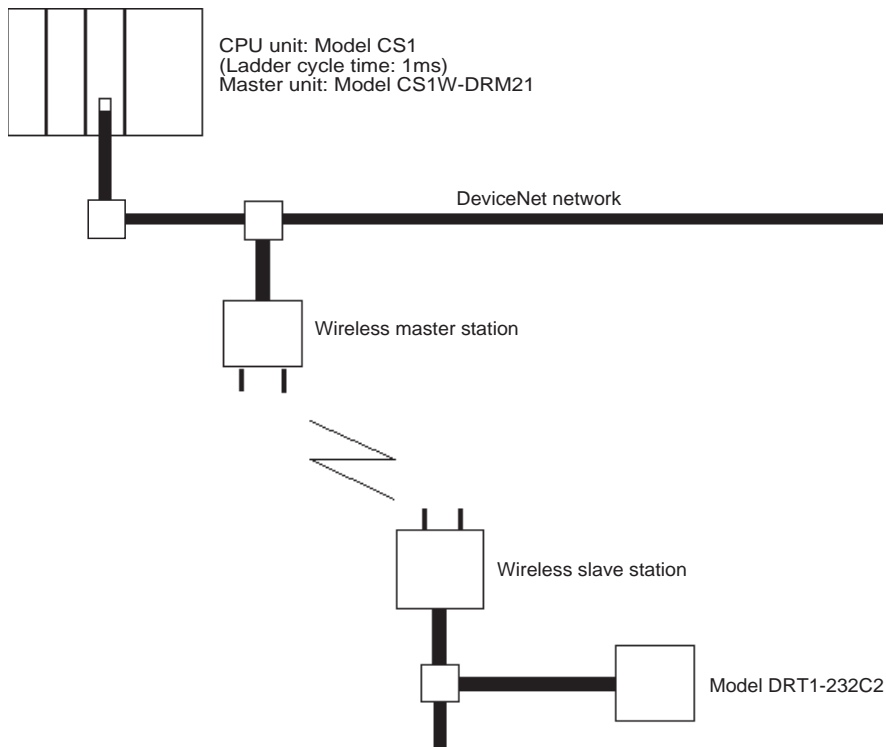 CPU unit: Model CS1
(Ladder cycle time: 1ms)
Master unit: Model CS1W-DRM21
DeviceNet network
Wireless master station
Wireless slave station
Model DRT1-232C2